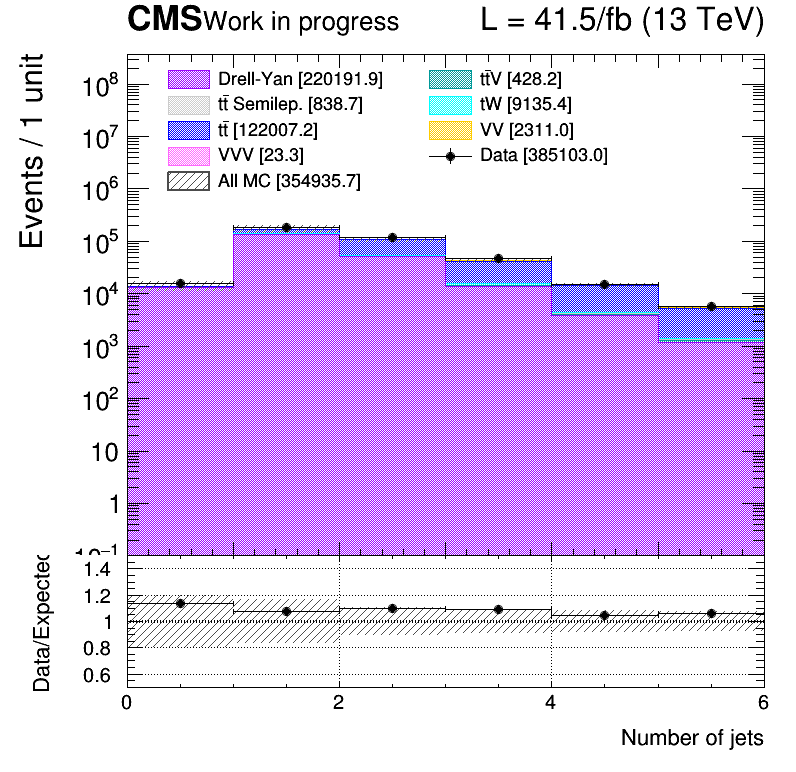 CMS Work in progress L = 41.5/fb (13 TeV)
Events / 1 unit
Drell-Yan [220191.9]
tt̄ Semilep. [838.7]
tt̄ [122007.2]
VVV [23.3]
All MC [354935.7]
tt̄V [428.2]
tW [9135.4]
VV [2311.0]
Data [385103.0]
10⁸
10⁷
10⁶
10⁵
10⁴
10³
10²
10
1
10⁻¹
Data/Expected
1.4
1.2
1
0.8
0.6
0 2 4 6
Number of jets